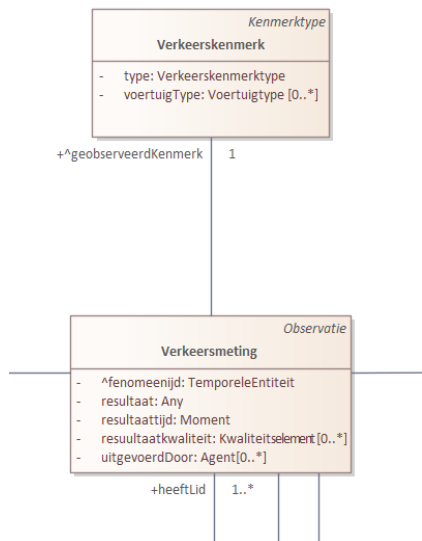 Kenmerktype
Verkeerskenmerk
- type: Verkeerskenmerktype
- voertuigType: Voertuigtype [0..*]
+^geobserveerdKenmerk 1
Observatie
Verkeersmeting
- ^fenomeenijd: TemporeleEntiteit
- resultaat: Any
- resultaattijd: Moment
- resuultaatkwaliteit: Kwaliteitselement[0..*]
- uitgevoerdDoor: Agent[0..*]
+heeftLid 1..*